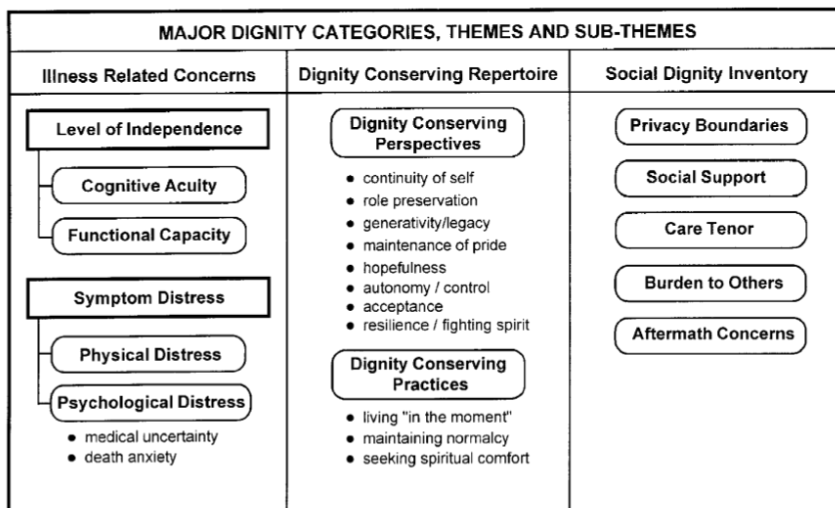 MAJOR DIGNITY CATEGORIES, THEMES AND SUB-THEMES
Illness Related Concerns
Level of Independence
Cognitive Acuity
Functional Capacity
Symptom Distress
Physical Distress
Psychological Distress
● medical uncertainty
● death anxiety
Dignity Conserving Repertoire
Dignity Conserving
Perspectives
● continuity of self
● role preservation
● generativity/legacy
● maintenance of pride
● hopefulness
● autonomy / control
● acceptance
● resilience / fighting spirit
Dignity Conserving
Practices
● living "in the moment"
● maintaining normalcy
● seeking spiritual comfort
Social Dignity Inventory
Privacy Boundaries
Social Support
Care Tenor
Burden to Others
Aftermath Concerns